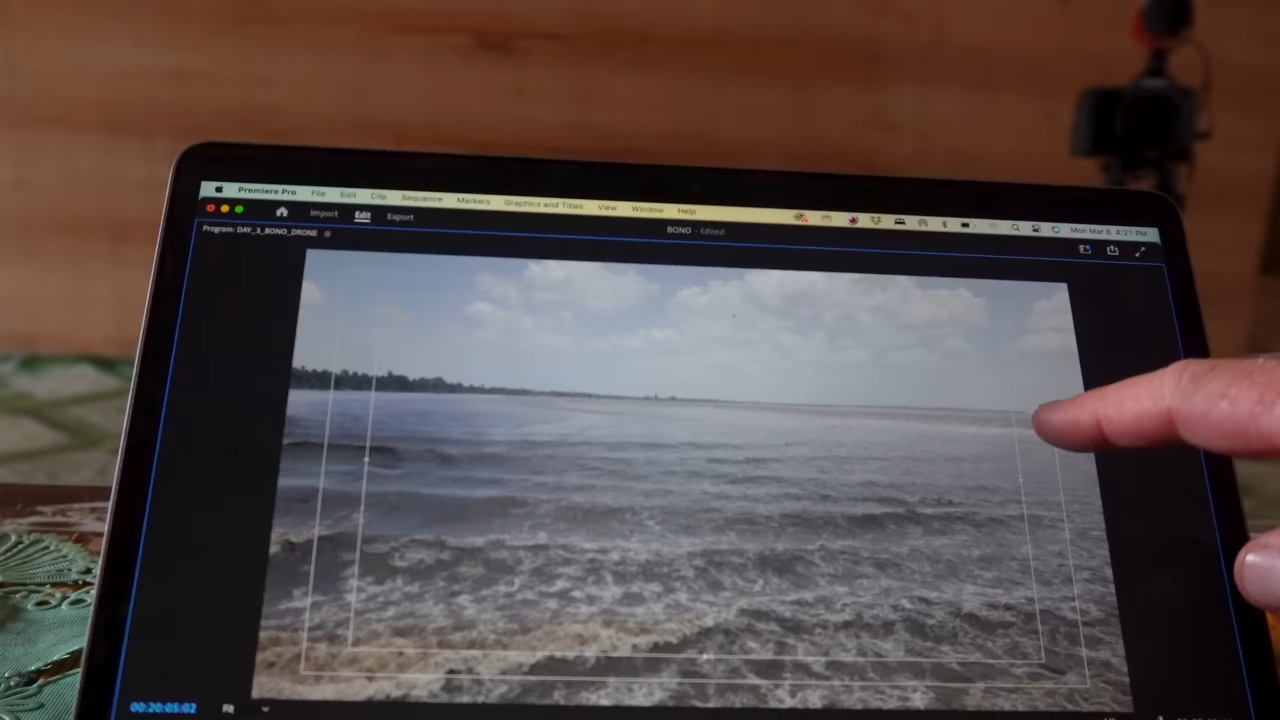 Premiere Pro File Edit Clip Sequence Markers Graphics and Titles View Window Help Mon Mar 6 4:21 PM
Import Edit Export BONO - Edited
Program: DAY_3_BONO_DRONE
00:20:05:02 Fit